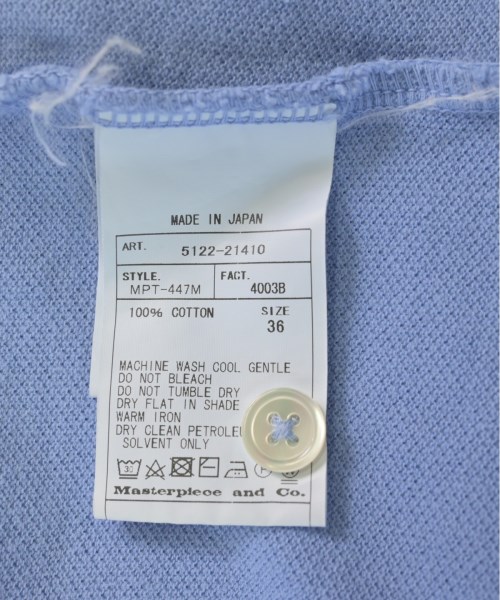 MADE IN JAPAN
ART. 5122-21410
STYLE. FACT.
MPT-447M 4003B
100% COTTON SIZE
36
MACHINE WASH COOL GENTLE
DO NOT BLEACH
DO NOT TUMBLE DRY
DRY FLAT IN SHADE
WARM IRON
DRY CLEAN
SOLVENT ONLY
Masterpiece and Co.